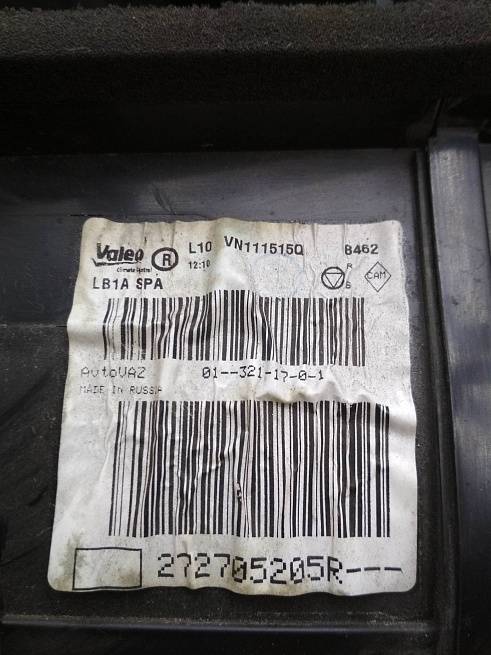 Valeo Ⓡ L10 VN111515Q B462
Climate Control 12:10
LB1A SPA R S CAM
AvtoVAZ 01--321-17-0-1
MADE IN RUSSIA
272705205R---